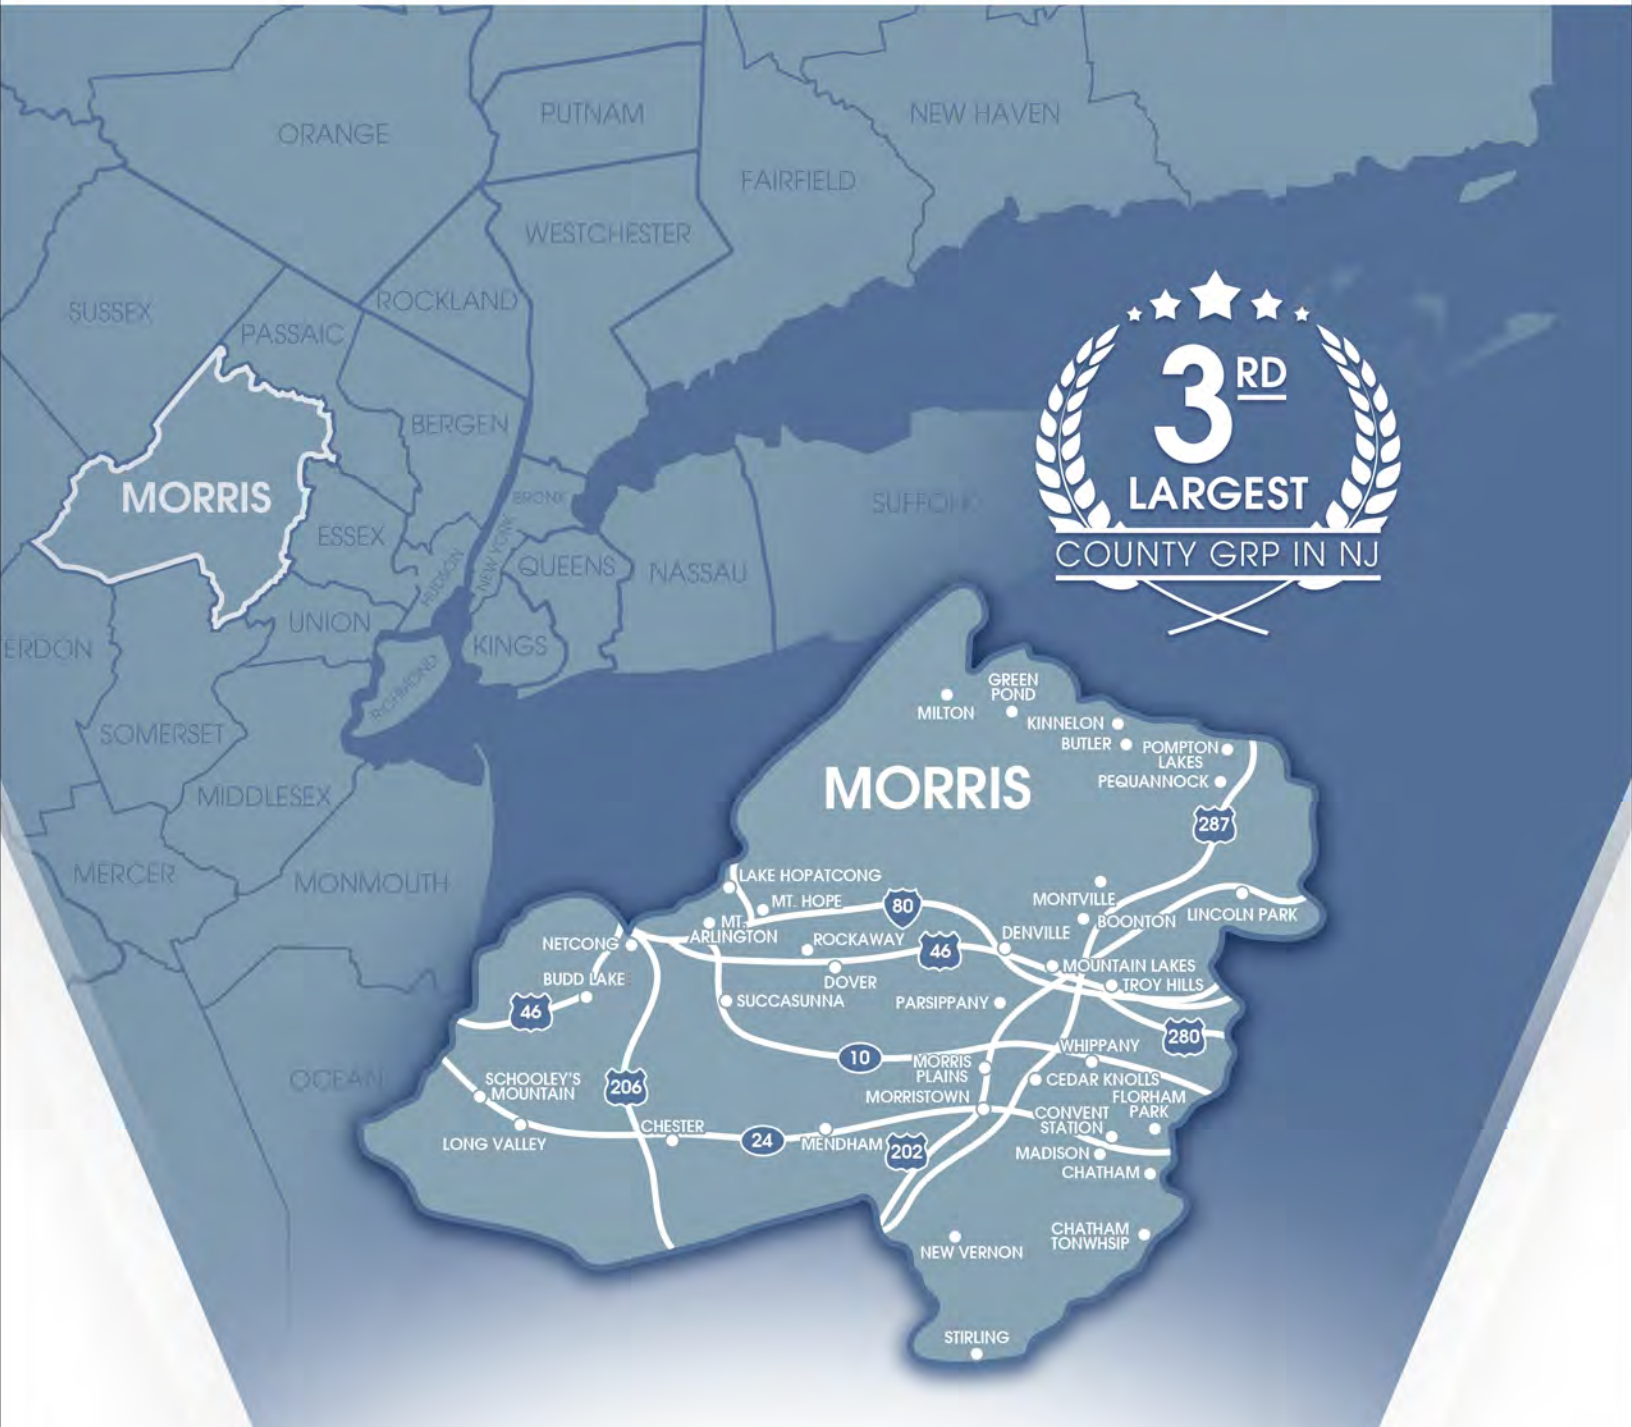 PUTNAM
NEW HAVEN
ORANGE
FAIRFIELD
WESTCHESTER
SUSSEX
ROCKLAND
PASSAIC
BERGEN
MORRIS
BRONX
ESSEX
HUDSON
NEW YORK
QUEENS
NASSAU
SUFFOLK
UNION
KINGS
ERDON
RICHMOND
SOMERSET
MIDDLESEX
MERCER
MONMOUTH
OCEAN
3RD
LARGEST
COUNTY GRP IN NJ
GREEN
POND
MILTON
KINNELON
BUTLER
POMPTON
LAKES
PEQUANNOCK
MORRIS
287
LAKE HOPATCONG
MT. HOPE
80
MONTVILLE
LINCOLN PARK
BOONTON
MT.
ARLINGTON
NETCONG
ROCKAWAY
46
DENVILLE
MOUNTAIN LAKES
BUDD LAKE
DOVER
TROY HILLS
46
SUCCASUNNA
PARSIPPANY
280
10
WHIPPANY
MORRIS
PLAINS
CEDAR KNOLLS
SCHOOLEY'S
MOUNTAIN
206
MORRISTOWN
FLORHAM
PARK
CONVENT
STATION
CHESTER
LONG VALLEY
24
MENDHAM
202
MADISON
CHATHAM
CHATHAM
TONWHSIP
NEW VERNON
STIRLING